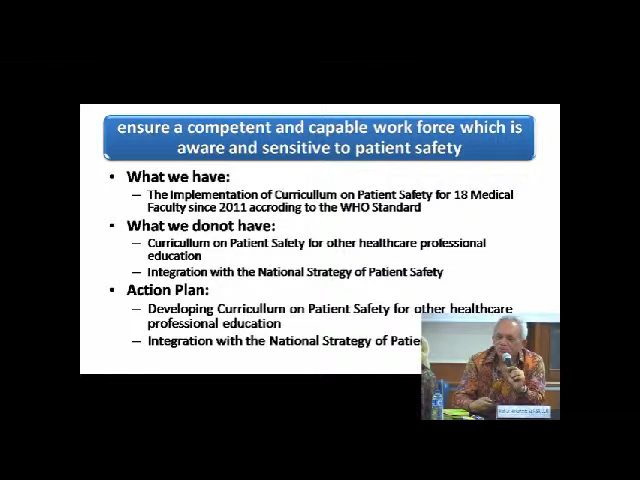 ensure a competent and capable work force which is
aware and sensitive to patient safety
• What we have:
– The Implementation of Curicullum on Patient Safety for 18 Medical
Faculty since 2011 accroding to the WHO Standard
• What we donot have:
– Curicullum on Patient Safety for other healthcare professional
education
– Integration with the National Strategy of Patient Safety
• Action Plan:
– Developing Curicullum on Patient Safety for other healthcare
professional education
– Integration with the National Strategy of Patie